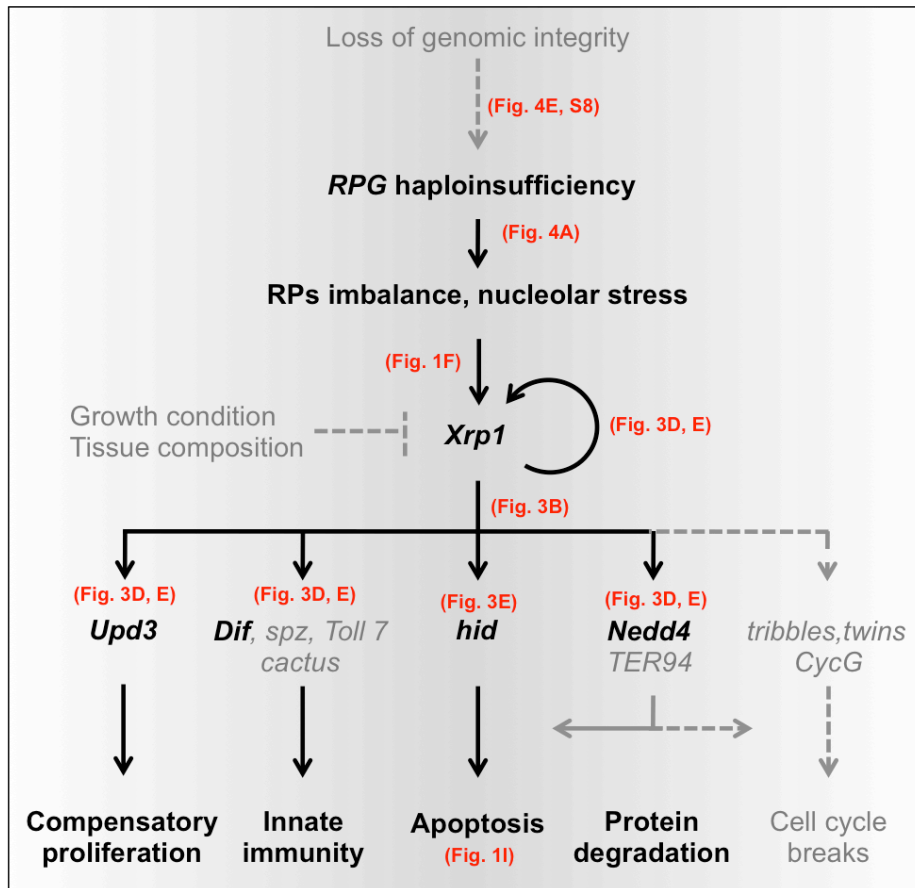 Loss of genomic integrity
(Fig. 4E, S8)
RPG haploinsufficiency
(Fig. 4A)
RPs imbalance, nucleolar stress
(Fig. 1F)
Growth condition
Tissue composition
Xrp1
(Fig. 3D, E)
(Fig. 3B)
(Fig. 3D, E)
Upd3
(Fig. 3D, E)
Dif, spz, Toll 7
cactus
(Fig. 3E)
hid
(Fig. 3D, E)
Nedd4
TER94
tribbles,twins
CycG
Compensatory
proliferation
Innate
immunity
Apoptosis
(Fig. 1I)
Protein
degradation
Cell cycle
breaks